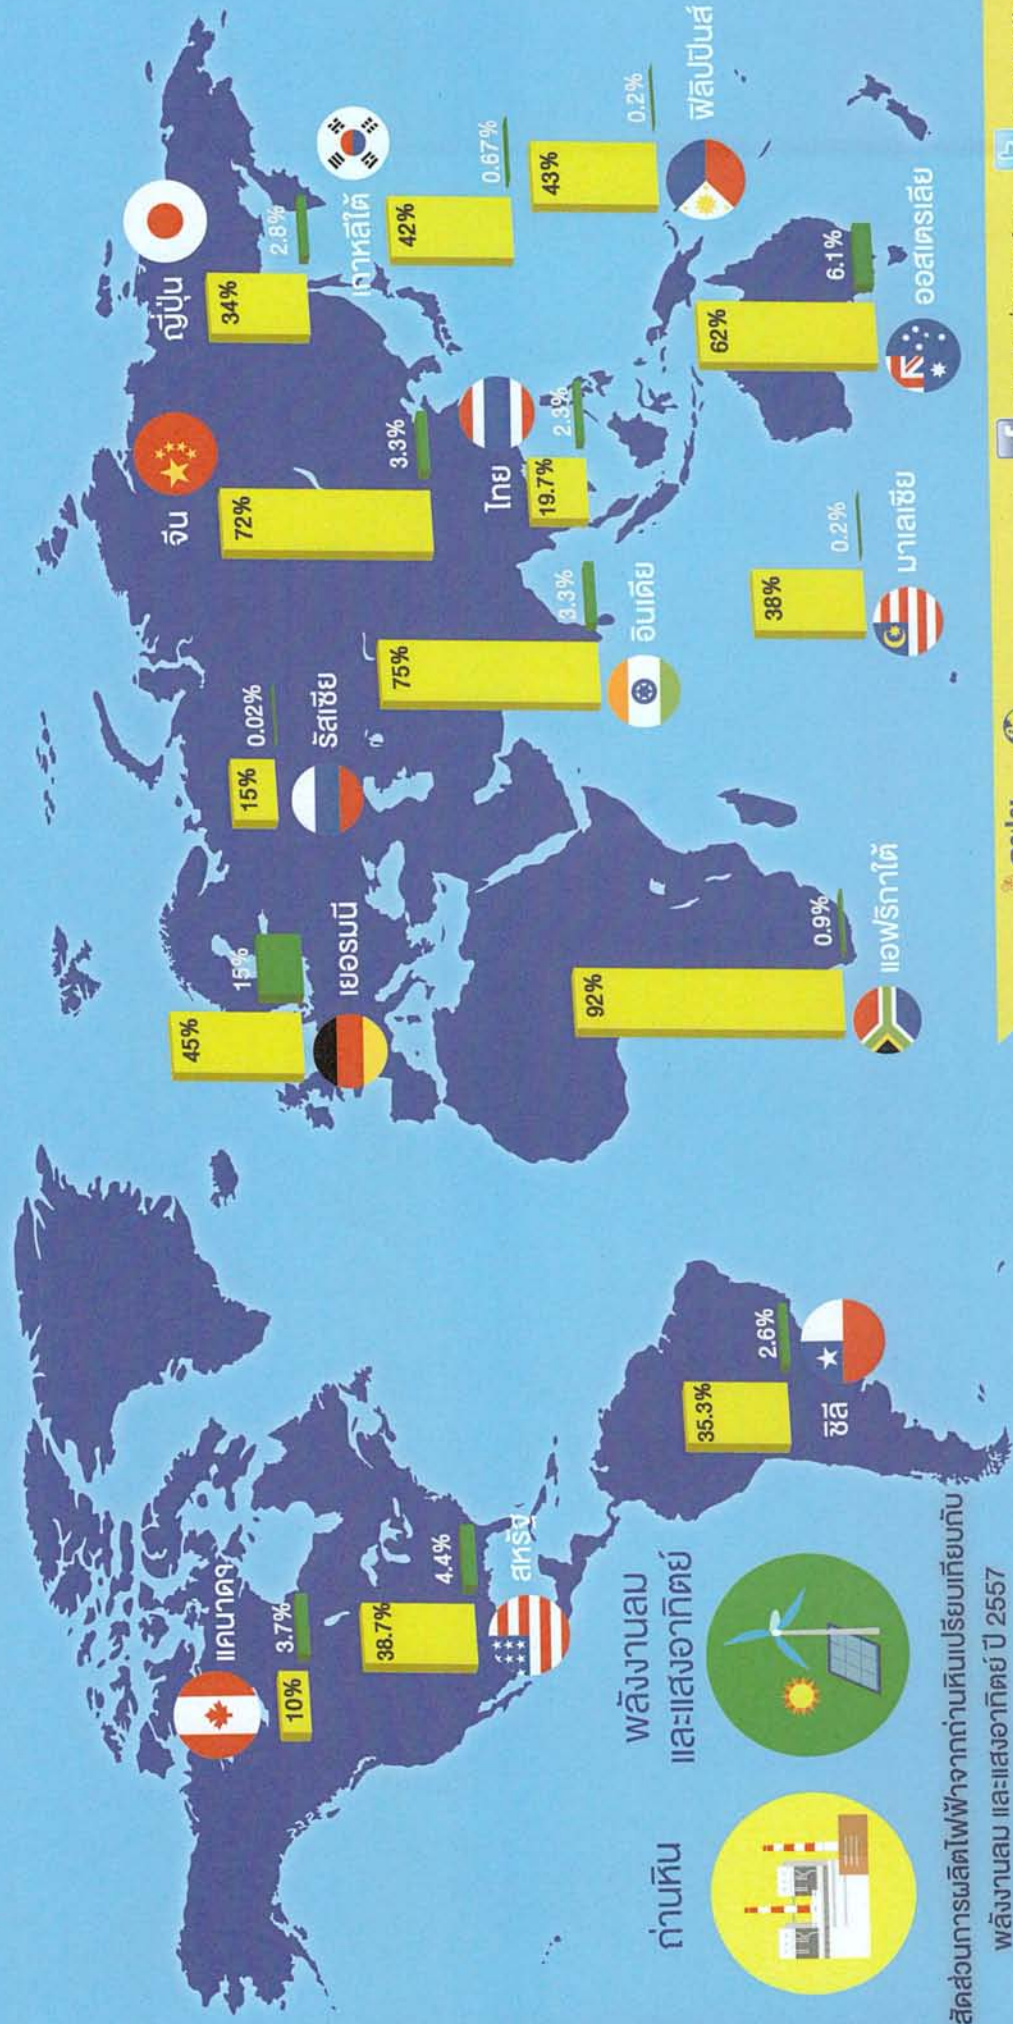 แคนาดา
10%
3.7%
38.7%
4.4%
สหรัฐ
35.3%
2.6%
ชิลี
45%
15%
เยอรมนี
15%
0.02%
รัสเซีย
จีน
72%
3.3%
ญี่ปุ่น
34%
2.8%
เกาหลีใต้
42%
0.67%
43%
0.2%
ฟิลิปปินส์
ไทย
19.7%
2.3%
75%
3.3%
อินเดีย
92%
0.9%
แอฟริกาใต้
38%
0.2%
มาเลเซีย
62%
6.1%
ออสเตรเลีย
ถ่านหิน
พลังงานลม
และแสงอาทิตย์
สัดส่วนการผลิตไฟฟ้าจากถ่านหินเปรียบเทียบกับ
พลังงานลม และแสงอาทิตย์ ปี 2557